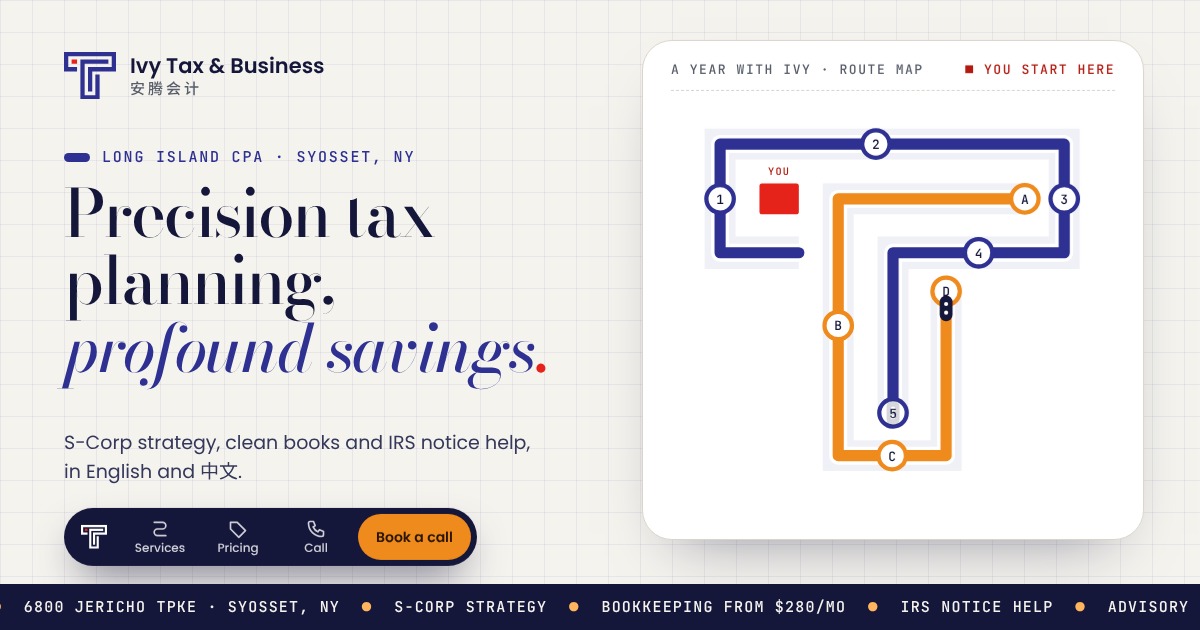 Ivy Tax & Business
安腾会计
LONG ISLAND CPA · SYOSSET, NY
Precision tax
planning.
profound savings.
S-Corp strategy, clean books and IRS notice help,
in English and 中文.
Services
Pricing
Call
Book a call
A YEAR WITH IVY · ROUTE MAP
YOU START HERE
2
YOU
1
A
3
4
D
B
5
C
6800 JERICHO TPKE · SYOSSET, NY
S-CORP STRATEGY
BOOKKEEPING FROM $280/MO
IRS NOTICE HELP
ADVISORY